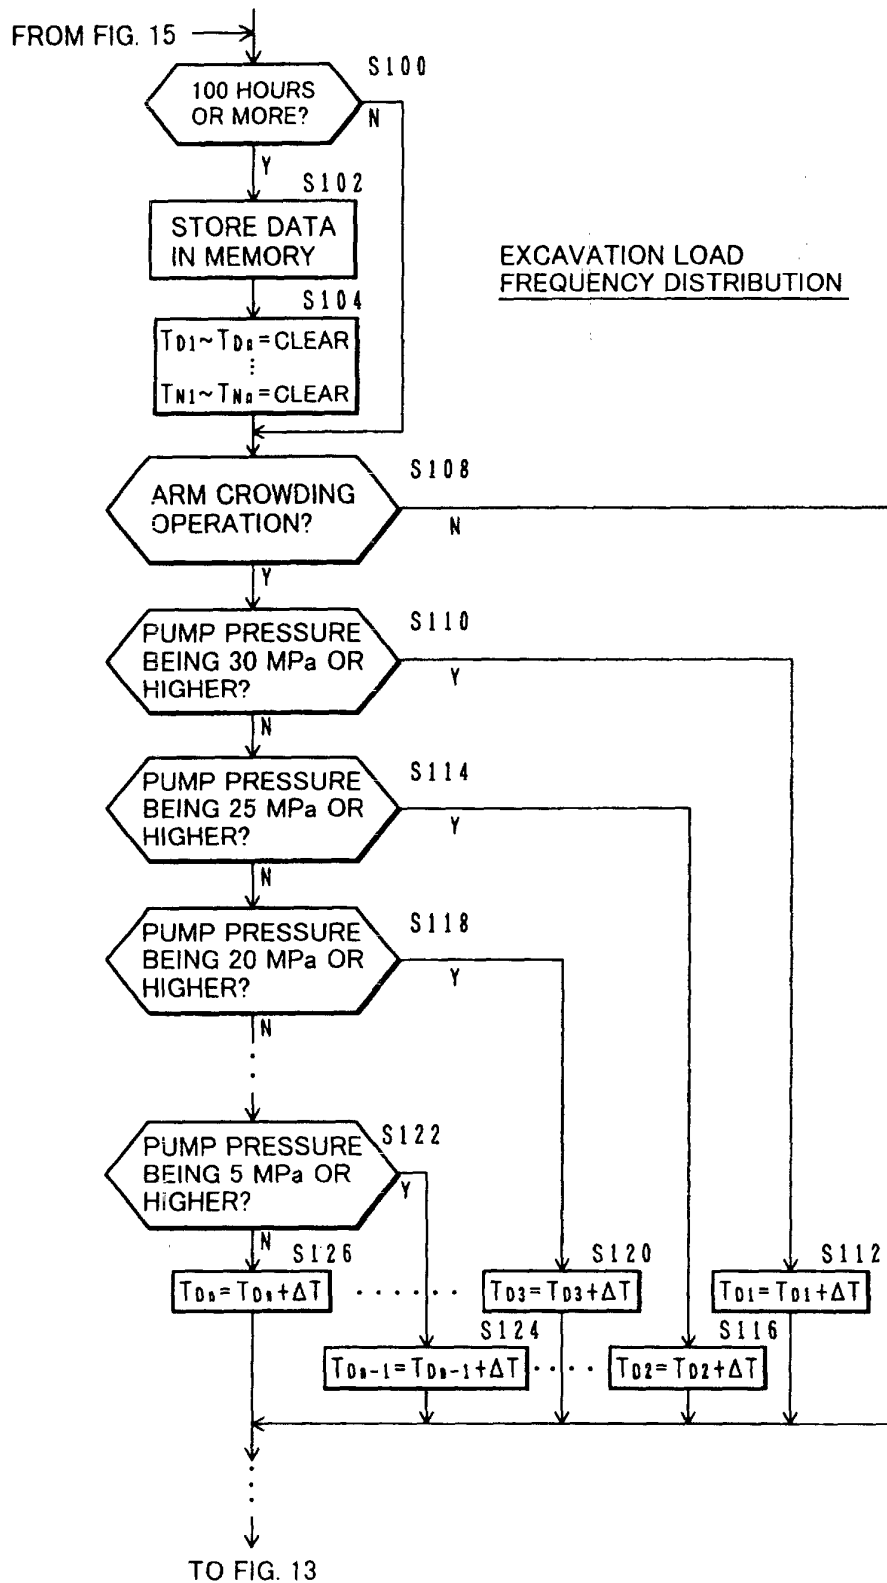 FROM FIG. 15
S100
100 HOURS
OR MORE?
N
Y
S102
STORE DATA
IN MEMORY
EXCAVATION LOAD
FREQUENCY DISTRIBUTION
S104
TD1~TDn=CLEAR
⋮
TN1~TNn=CLEAR
S108
ARM CROWDING
OPERATION?
N
Y
S110
PUMP PRESSURE
BEING 30 MPa OR
HIGHER?
Y
N
S114
PUMP PRESSURE
BEING 25 MPa OR
HIGHER?
Y
N
S118
PUMP PRESSURE
BEING 20 MPa OR
HIGHER?
Y
N
S122
PUMP PRESSURE
BEING 5 MPa OR
HIGHER?
Y
N
S126
S120
S112
TDn=TDn+ΔT
· · · · · ·
TD3=TD3+ΔT
TD1=TD1+ΔT
S124
S116
TDn-1=TDn-1+ΔT
· · · ·
TD2=TD2+ΔT
TO FIG. 13